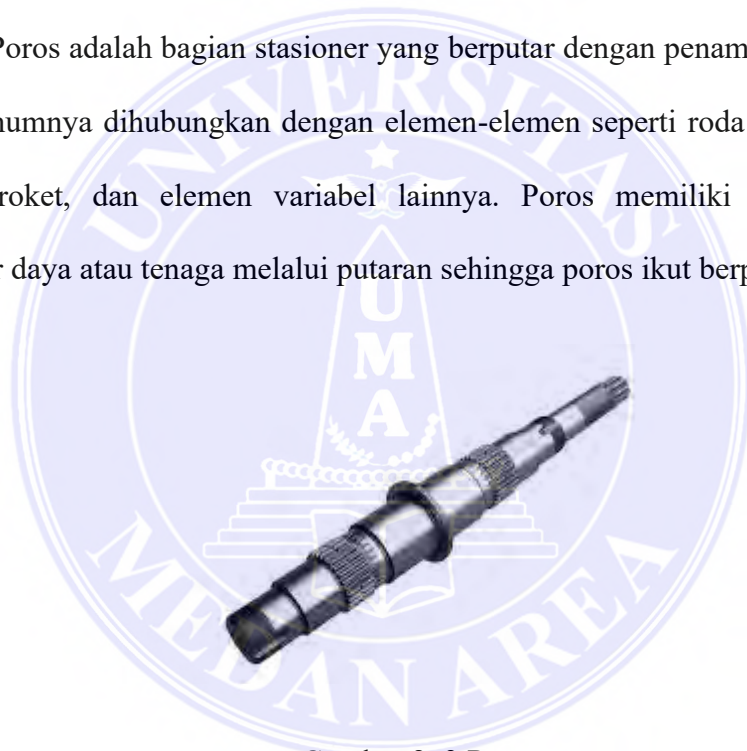 Poros adalah bagian stasioner yang berputar dengan penam
numnya dihubungkan dengan elemen-elemen seperti roda
roket, dan elemen variabel lainnya. Poros memiliki
r daya atau tenaga melalui putaran sehingga poros ikut berp
UNIVERSITAS
UMA
MEDAN AREA